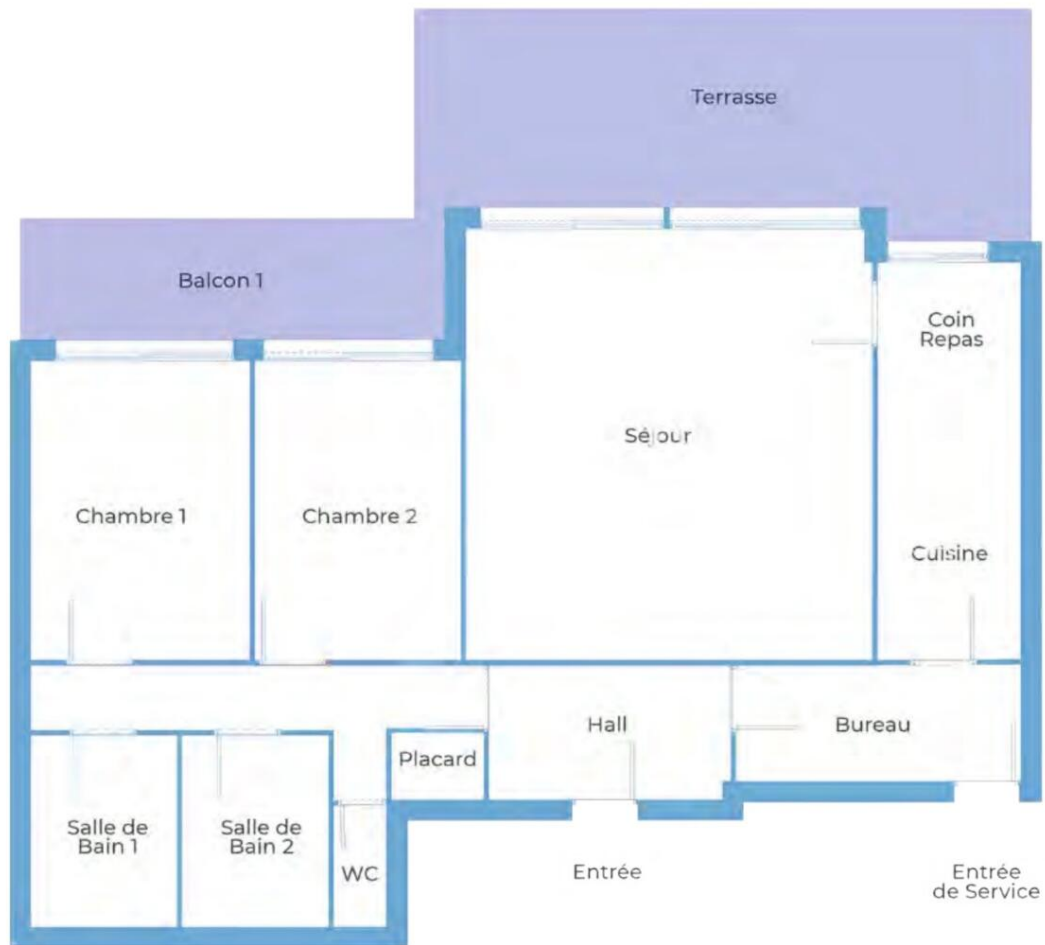 Terrasse
Balcon 1
Coin
Repas
Séjour
Chambre 1
Chambre 2
Cuisine
Hall
Bureau
Placard
Salle de
Bain 1
Salle de
Bain 2
WC
Entrée
Entrée
de Service